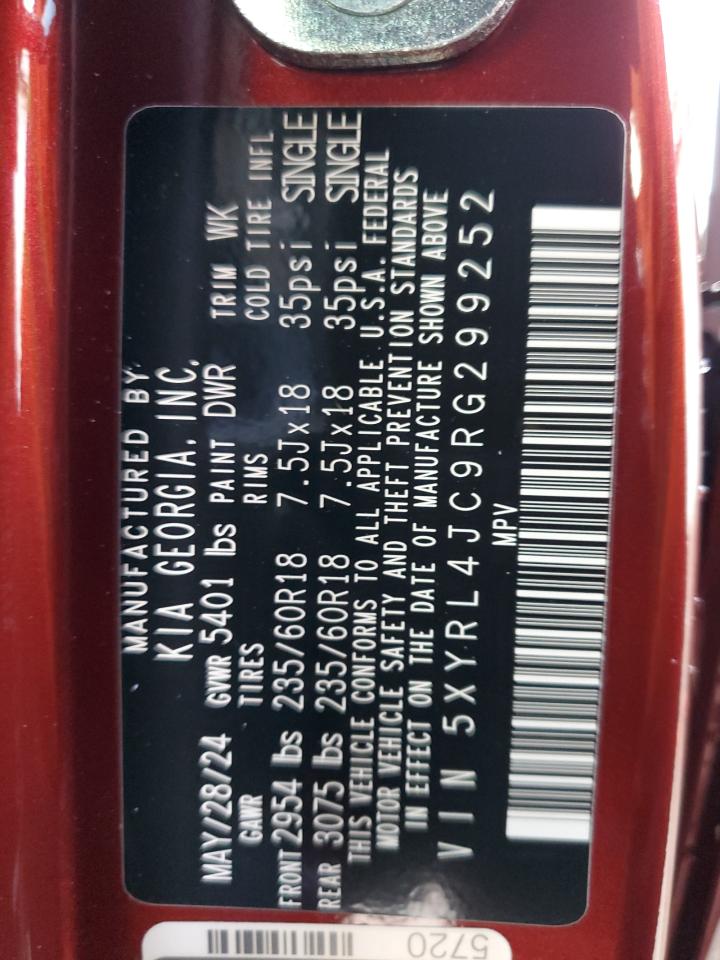 MANUFACTURED BY
KIA GEORGIA, INC.
MAY/28/24 GVWR 5401 lbs PAINT DWR TRIM WK
GAWR TIRES RIMS COLD TIRE INFL
FRONT 2954 lbs 235/60R18 7.5Jx18 35psi SINGLE
REAR 3075 lbs 235/60R18 7.5Jx18 35psi SINGLE
THIS VEHICLE CONFORMS TO ALL APPLICABLE U.S.A. FEDERAL
MOTOR VEHICLE SAFETY AND THEFT PREVENTION STANDARDS
IN EFFECT ON THE DATE OF MANUFACTURE SHOWN ABOVE
VIN 5XYRL4JC9RG299252
MPV
5720